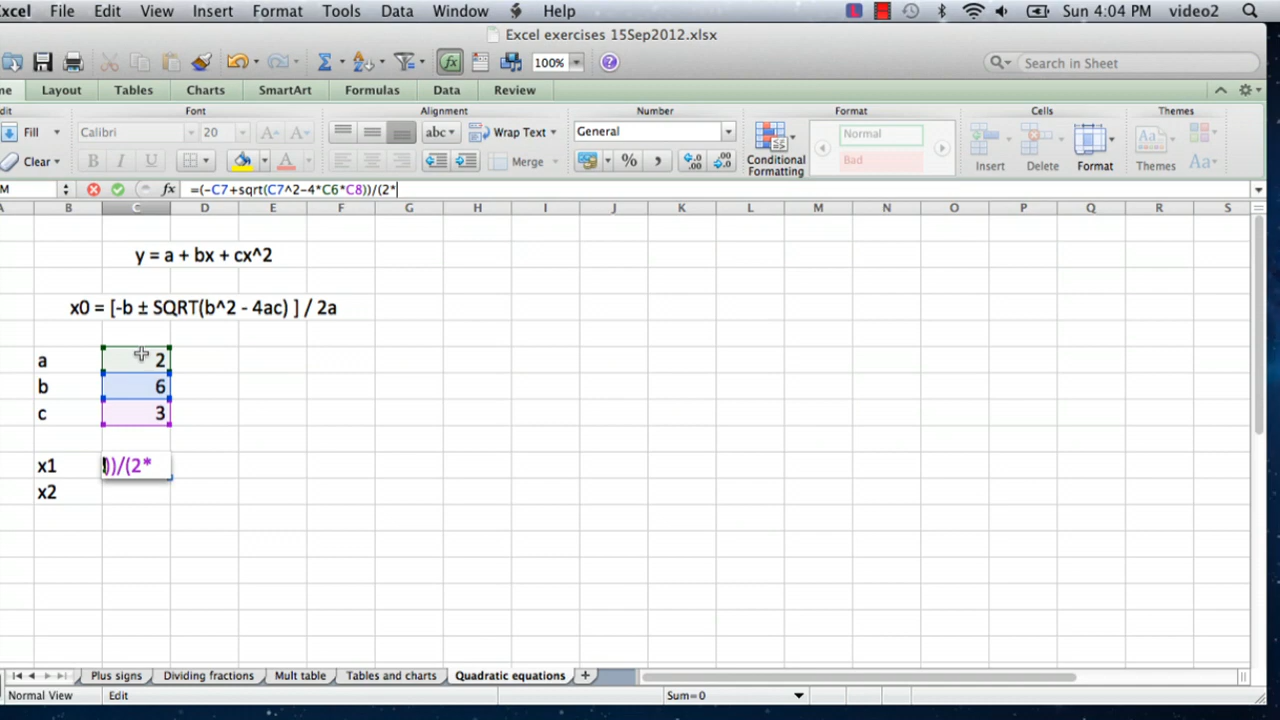 Excel File Edit View Insert Format Tools Data Window Help Sun 4:04 PM video2
Excel exercises 15Sep2012.xlsx
100% Search in Sheet
Layout Tables Charts SmartArt Formulas Data Review
Font Alignment Number Format Cells Themes
Fill Calibri 20 A A abc Wrap Text General Normal Aa
Clear B I U A Merge % Conditional Formatting Bad Insert Delete Format Themes Aa
fx =(-C7+sqrt(C7^2-4*C6*C8))/(2*
B C D E F G H I J K L M N O P Q R S
y = a + bx + cx^2
x0 = [-b ± SQRT(b^2 - 4ac) ] / 2a
a 2
b 6
c 3
x1 ))/(2*
x2
Plus signs Dividing fractions Mult table Tables and charts Quadratic equations +
Normal View Edit Sum=0